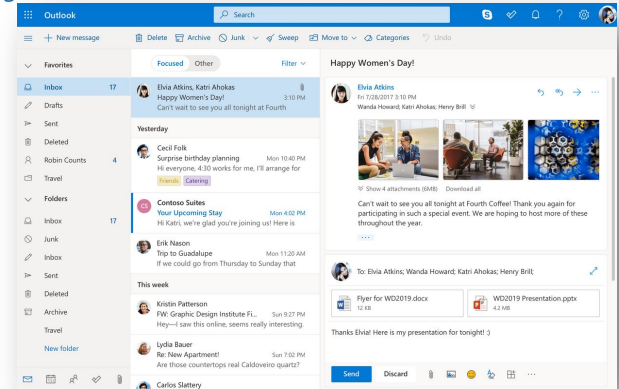 Outlook
Search
New message
Delete Archive Junk Sweep Move to Categories Undo
Favorites
Inbox 17
Drafts
Sent
Deleted
Robin Counts 4
Travel
Folders
Inbox 17
Junk
Inbox
Sent
Deleted
Archive
Travel
New folder
Focused Other Filter
Elvia Atkins, Katri Ahokas
Happy Women's Day! 3:10 PM
Can't wait to see you all tonight at Fourth
Yesterday
Cecil Folk
Surprise birthday planning Mon 10:40 PM
Hi everyone, 4:30 works for me, I'll arrange for
Friends Catering
CS Contoso Suites
Your Upcoming Stay Mon 4:02 PM
Hi Katri, we're glad you're joining us! Here is
Erik Nason
Trip to Guadalupe Mon 11:20 AM
If we could go from Thursday to Sunday that
This week
Kristin Patterson
FW: Graphic Design Institute Fi... Sun 9:27 PM
Hey—I saw this online, seems really interesting.
Lydia Bauer
Re: New Apartment! Sun 7:02 PM
Are those countertops real Caldoveiro quartz?
Carlos Slattery
Happy Women's Day!
Elvia Atkins
Fri 7/28/2017 3:10 PM
Wanda Howard; Katri Ahokas; Henry Brill
Show 4 attachments (6MB) Download all
Can't wait to see you all tonight at Fourth Coffee! Thank you again for
participating in such a special event. We are hoping to host more of these
throughout the year.
To: Elvia Atkins; Wanda Howard; Katri Ahokas; Henry Brill;
Flyer for WD2019.docx
12 KB
WD2019 Presentation.pptx
4.2 MB
Thanks Elvia! Here is my presentation for tonight! :)
Send Discard